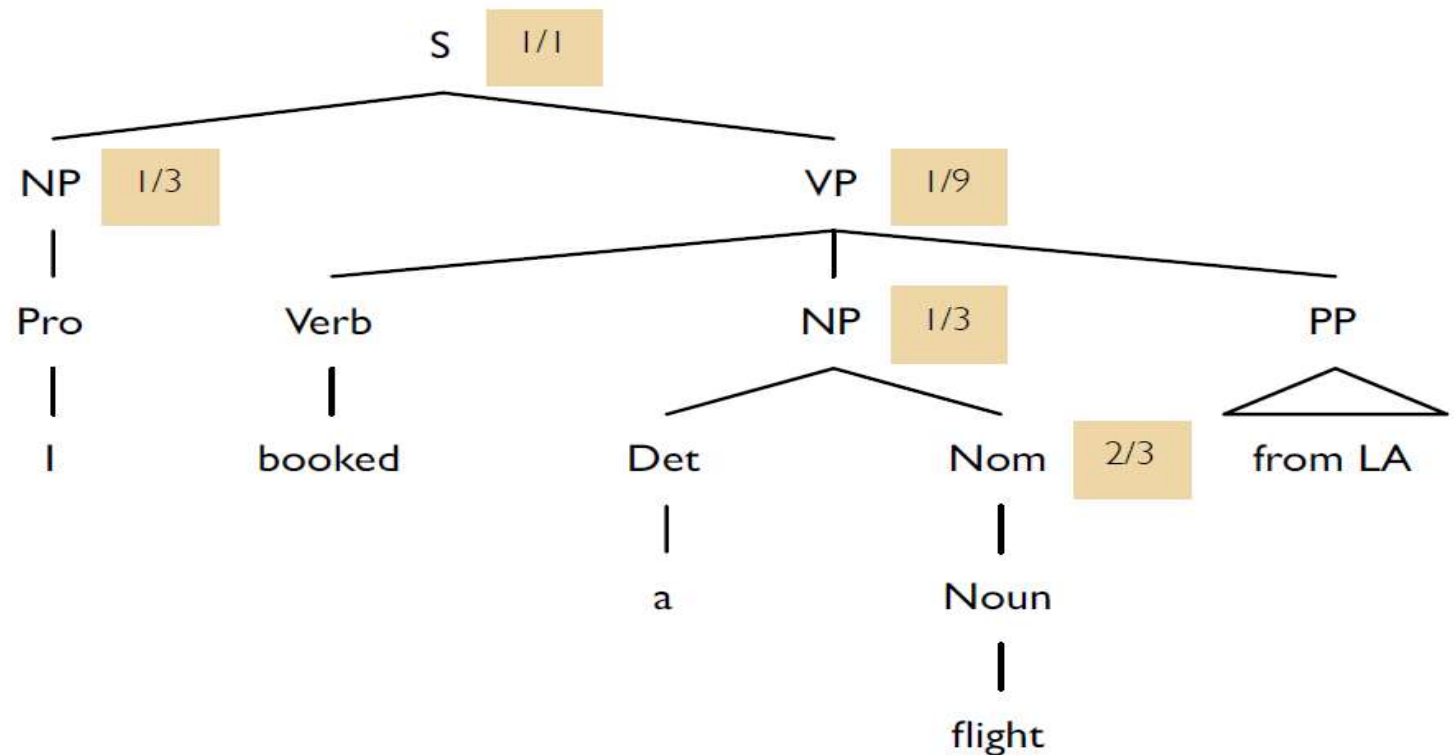 S 1/1
NP 1/3 VP 1/9
Pro Verb NP 1/3 PP
I booked Det Nom 2/3 from LA
a Noun
flight